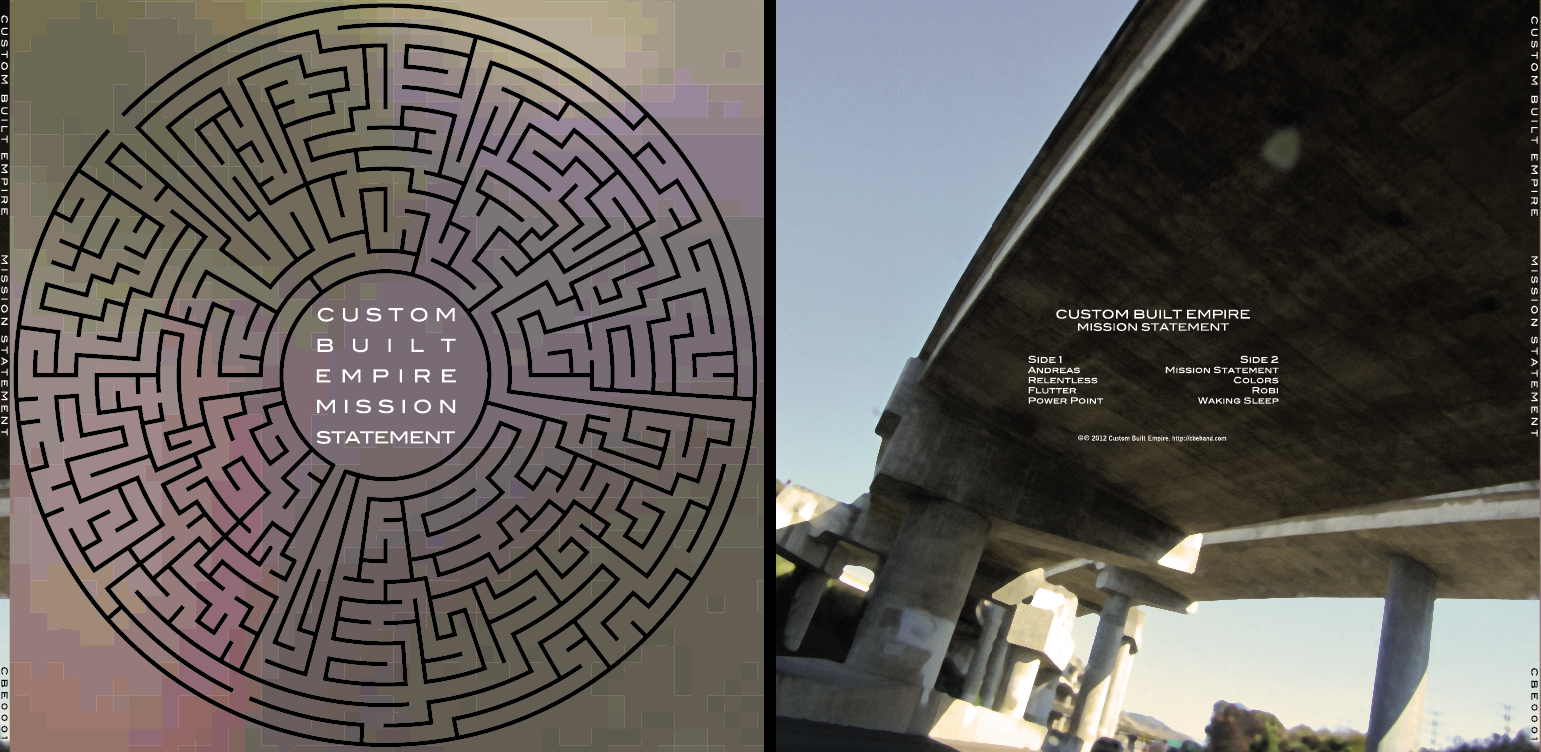 CUSTOM BUILT EMPIRE MISSION STATEMENT CBE0001
CUSTOM
BUILT
EMPIRE
MISSION
STATEMENT
CUSTOM BUILT EMPIRE
MISSION STATEMENT
SIDE 1
ANDREAS
RELENTLESS
FLUTTER
POWER POINT
SIDE 2
MISSION STATEMENT
COLORS
ROBI
WAKING SLEEP
©℗ 2012 Custom Built Empire. http://cbeband.com
CUSTOM BUILT EMPIRE MISSION STATEMENT CBE0001